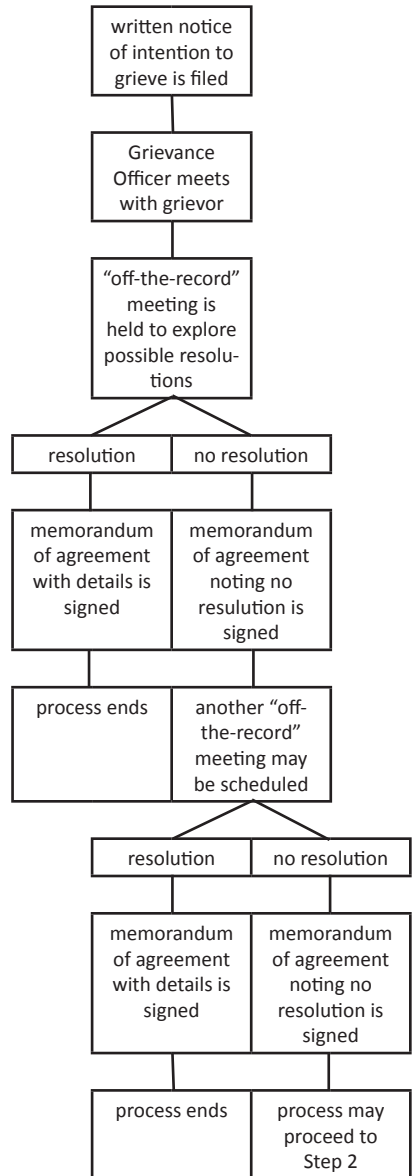 written notice
of intention to
grieve is filed
Grievance
Officer meets
with grievor
“off-the-record”
meeting is
held to explore
possible resolu-
tions
resolution
no resolution
memorandum
of agreement
with details is
signed
memorandum
of agreement
noting no
resulution is
signed
process ends
another “off-
the-record”
meeting may
be scheduled
resolution
no resolution
memorandum
of agreement
with details is
signed
memorandum
of agreement
noting no
resolution is
signed
process ends
process may
proceed to
Step 2